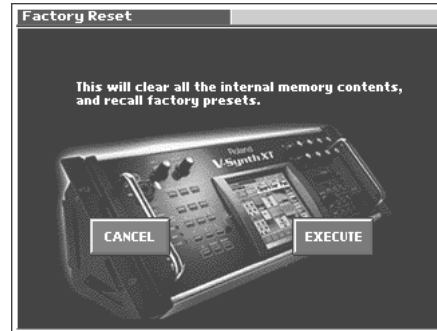 Factory Reset
This will clear all the internal memory contents,
and recall factory presets.
Roland
V-Synth XT
CANCEL
EXECUTE